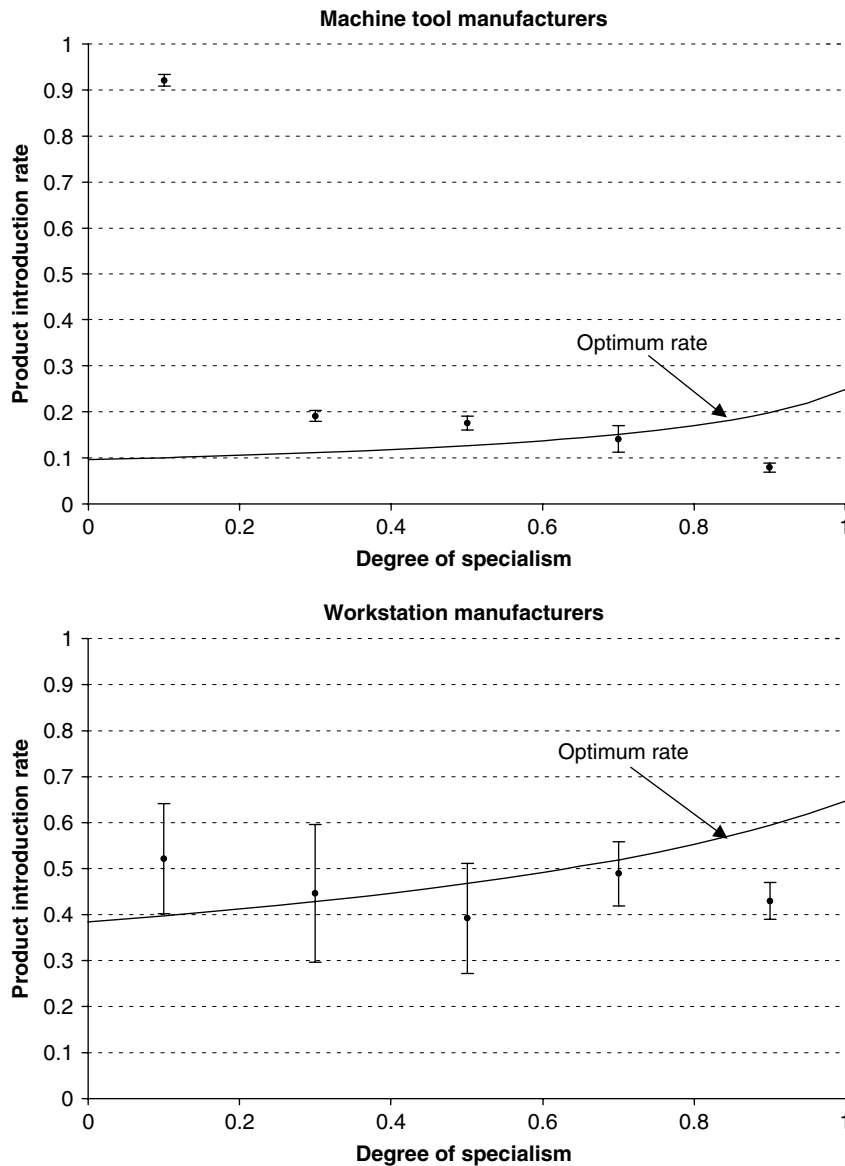 Machine tool manufacturers
1
0.9
0.8
0.7
0.6
0.5
0.4
0.3
0.2
0.1
0
Product introduction rate
Optimum rate
0 0.2 0.4 0.6 0.8 1
Degree of specialism
Workstation manufacturers
1
0.9
0.8
0.7
0.6
0.5
0.4
0.3
0.2
0.1
0
Product introduction rate
Optimum rate
0 0.2 0.4 0.6 0.8 1
Degree of specialism